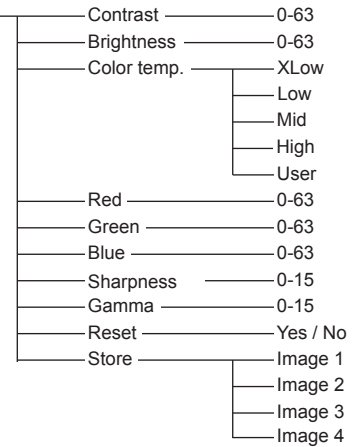 Contrast 0-63
Brightness 0-63
Color temp. XLow
Low
Mid
High
User
Red 0-63
Green 0-63
Blue 0-63
Sharpness 0-15
Gamma 0-15
Reset Yes / No
Store Image 1
Image 2
Image 3
Image 4